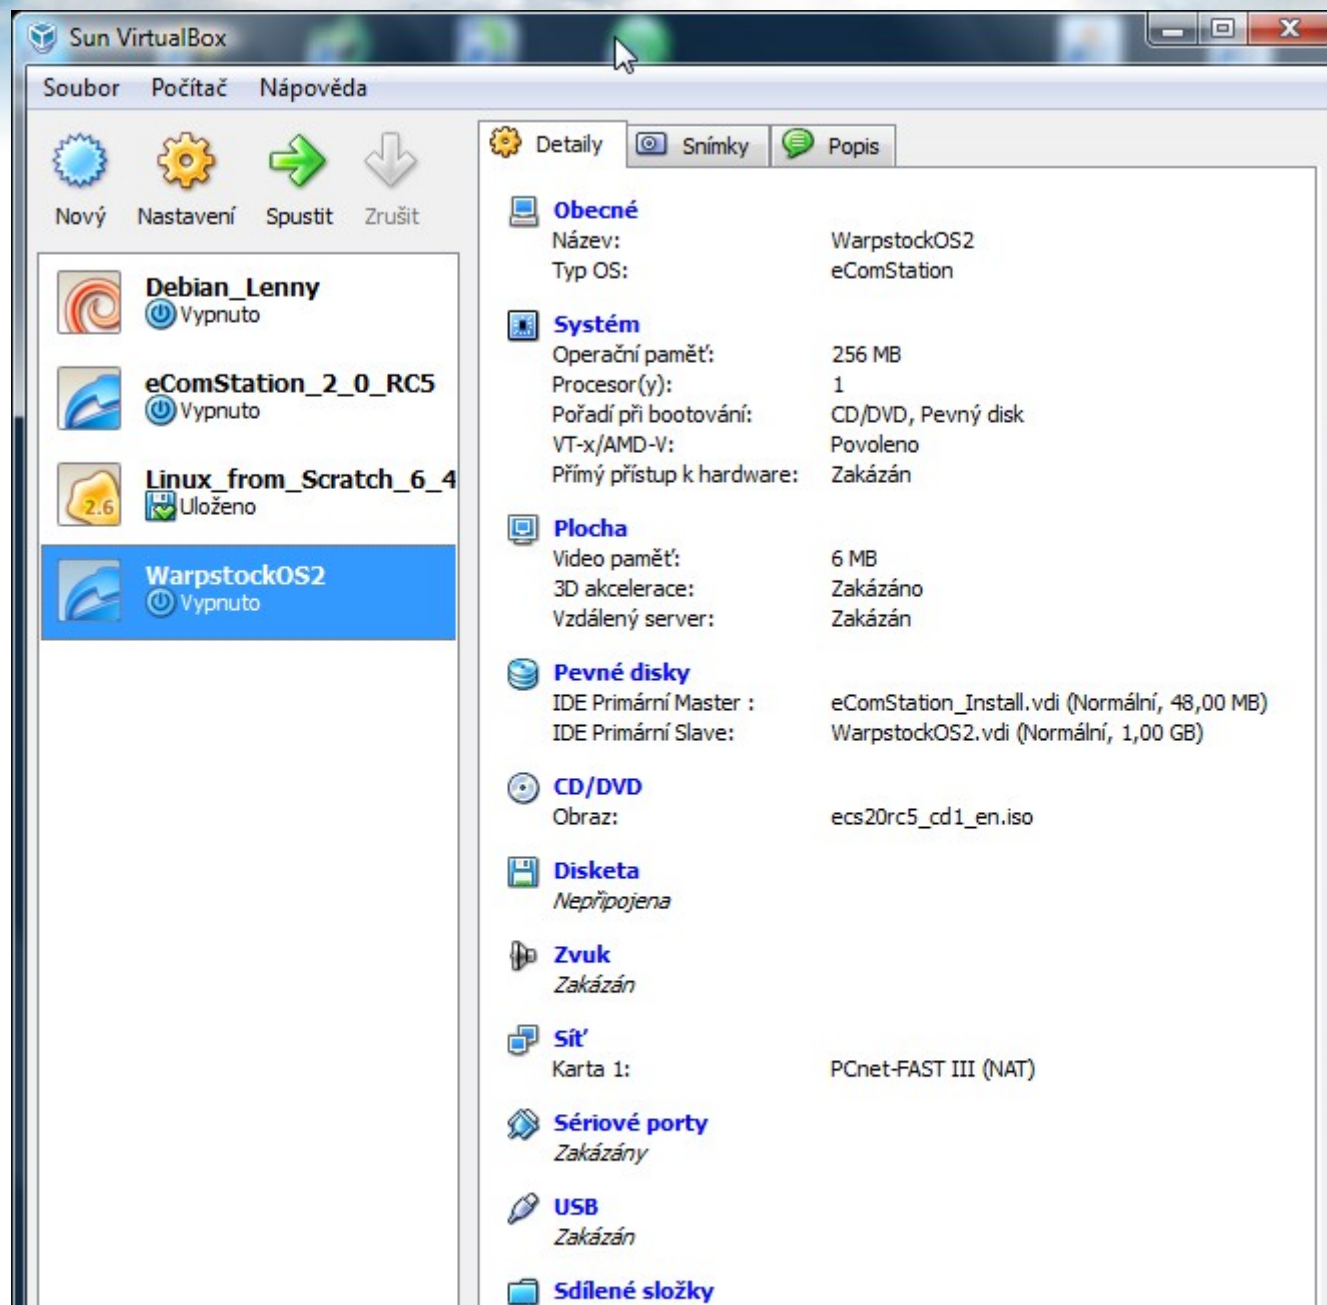 Sun VirtualBox
Soubor Počítač Nápověda
Nový Nastavení Spustit Zrušit
Debian_Lenny
Vypnuto
eComStation_2_0_RC5
Vypnuto
2.6
Linux_from_Scratch_6_4
Uloženo
WarpstockOS2
Vypnuto
Detaily Snímky Popis
Obecné
Název: WarpstockOS2
Typ OS: eComStation
Systém
Operační paměť: 256 MB
Procesor(y): 1
Pořadí při bootování: CD/DVD, Pevný disk
VT-x/AMD-V: Povoleno
Přímý přístup k hardware: Zakázán
Plocha
Video paměť: 6 MB
3D akcelerace: Zakázáno
Vzdálený server: Zakázán
Pevné disky
IDE Primární Master : eComStation_Install.vdi (Normální, 48,00 MB)
IDE Primární Slave: WarpstockOS2.vdi (Normální, 1,00 GB)
CD/DVD
Obraz: ecs20rc5_cd1_en.iso
Disketa
Nepřipojena
Zvuk
Zakázán
Síť
Karta 1: PCnet-FAST III (NAT)
Sériové porty
Zakázány
USB
Zakázán
Sdílené složky